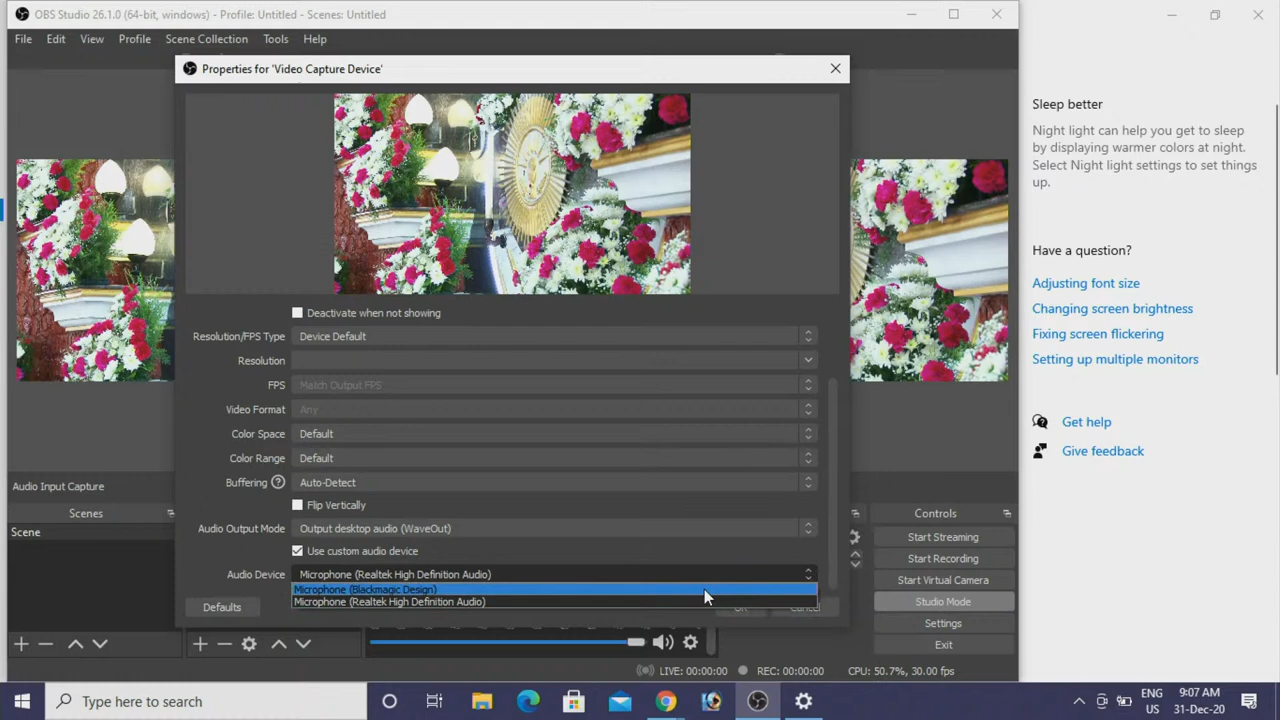 OBS Studio 26.1.0 (64-bit, windows) - Profile: Untitled - Scenes: Untitled
File Edit View Profile Scene Collection Tools Help
Properties for 'Video Capture Device'
Deactivate when not showing
Resolution/FPS Type Device Default
Resolution
FPS Match Output FPS
Video Format Any
Color Space Default
Color Range Default
Buffering ? Auto-Detect
Flip Vertically
Audio Output Mode Output desktop audio (WaveOut)
Use custom audio device
Audio Device Microphone (Realtek High Definition Audio)
Microphone (Blackmagic Design)
Microphone (Realtek High Definition Audio)
Defaults OK Cancel
Audio Input Capture
Scenes
Scene
Controls
Start Streaming
Start Recording
Start Virtual Camera
Studio Mode
Settings
Exit
LIVE: 00:00:00 REC: 00:00:00 CPU: 50.7%, 30.00 fps
Sleep better
Night light can help you get to sleep
by displaying warmer colors at night.
Select Night light settings to set things
up.
Have a question?
Adjusting font size
Changing screen brightness
Fixing screen flickering
Setting up multiple monitors
Get help
Give feedback
Type here to search
ENG
US
9:07 AM
31-Dec-20